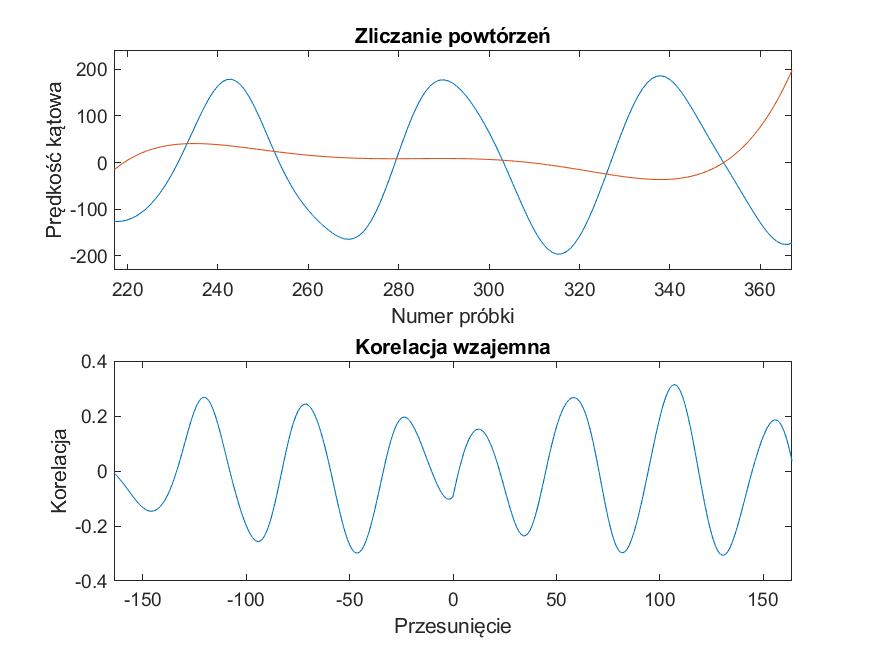 Zliczanie powtórzeń
Prędkość kątowa
200
100
0
-100
-200
220 240 260 280 300 320 340 360
Numer próbki
Korelacja wzajemna
Korelacja
0.4
0.2
0
-0.2
-0.4
-150 -100 -50 0 50 100 150
Przesunięcie